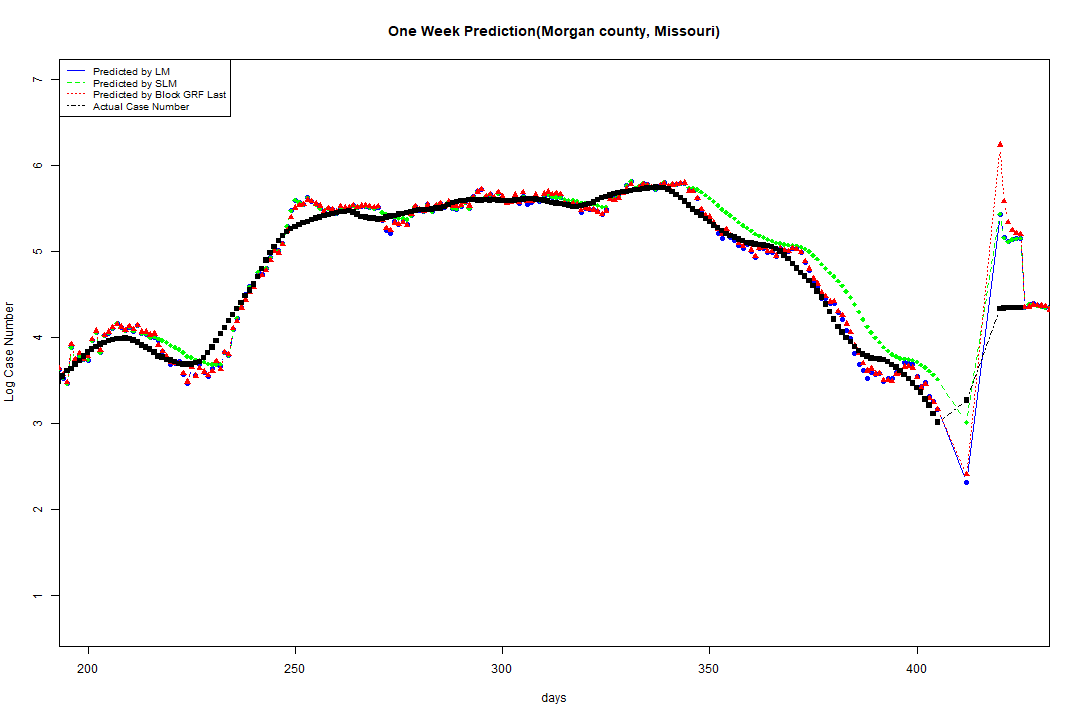 One Week Prediction(Morgan county, Missouri)
Predicted by LM
Predicted by SLM
Predicted by Block GRF Last
Actual Case Number
7
6
5
4
3
2
1
Log Case Number
200 250 300 350 400
days